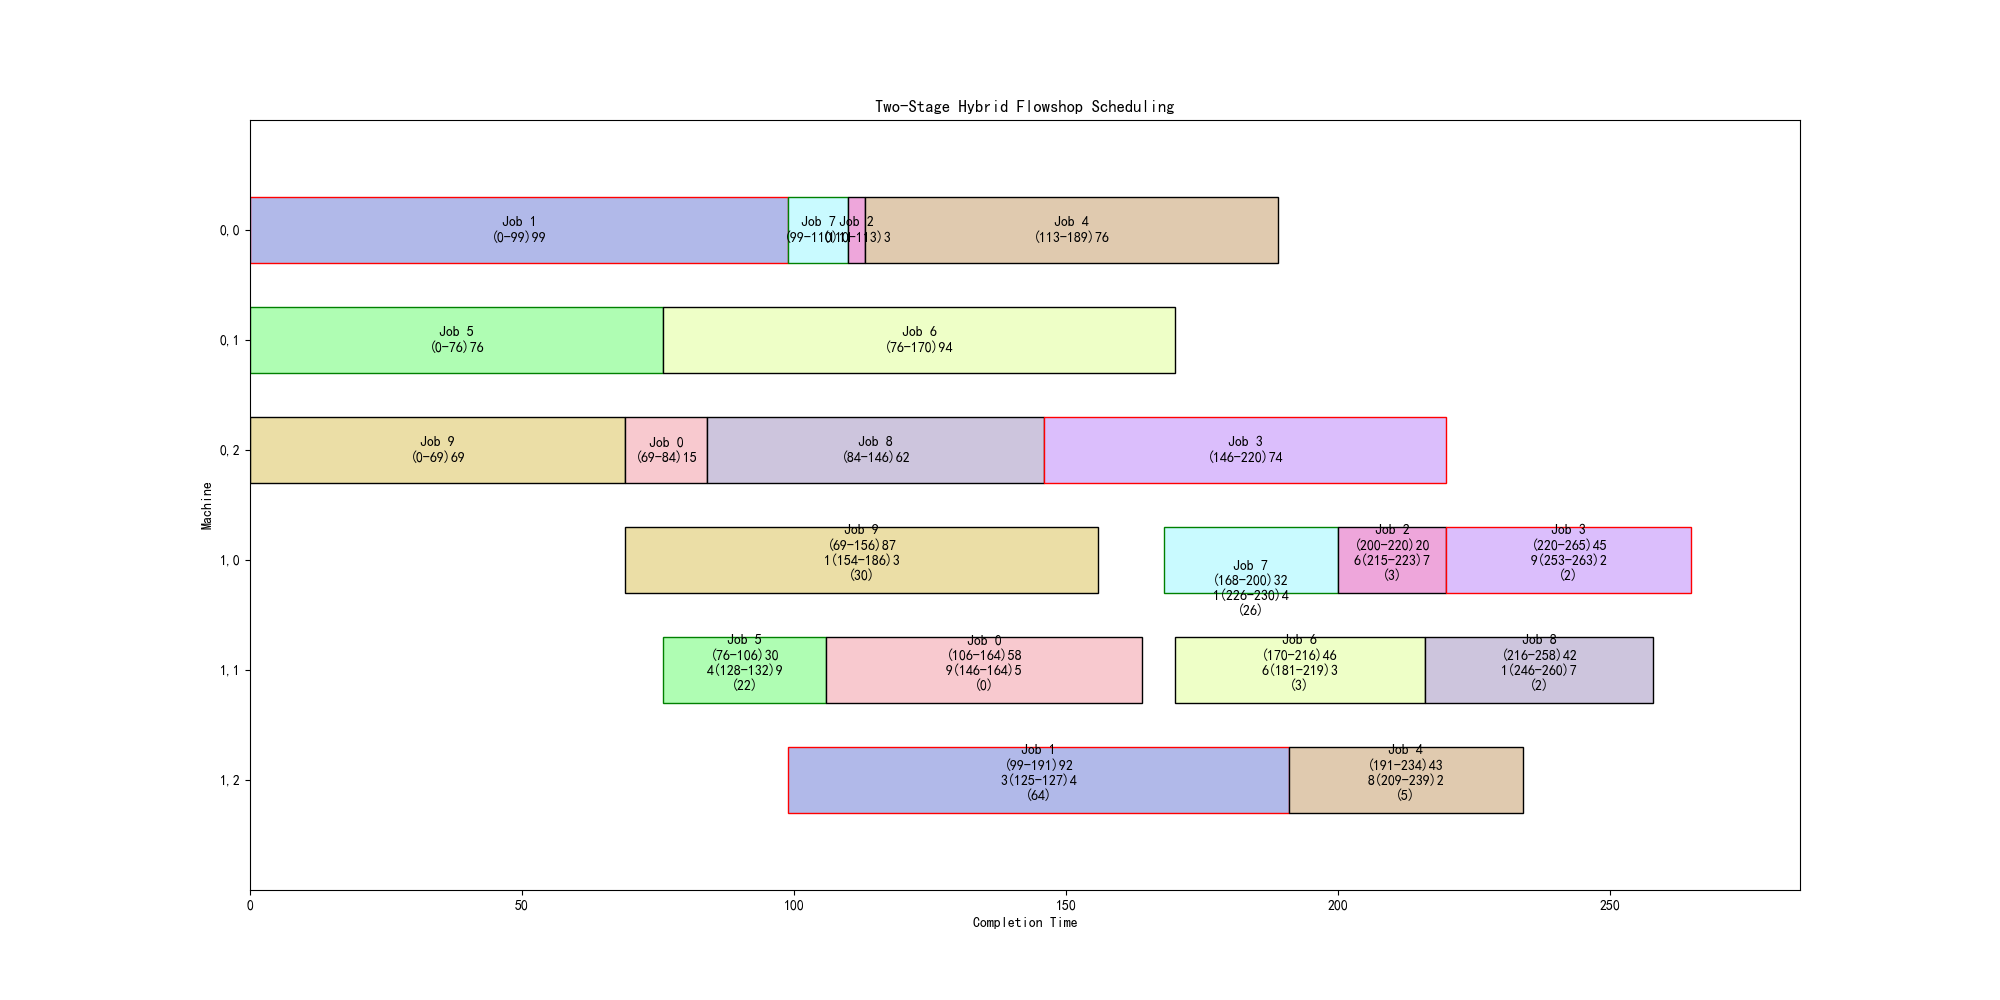 Two-Stage Hybrid Flowshop Scheduling
0,0
Job 1
(0-99)99
Job 7
(99-110)11
Job 2
(110-113)3
Job 4
(113-189)76
0,1
Job 5
(0-76)76
Job 6
(76-170)94
0,2
Job 9
(0-69)69
Job 0
(69-84)15
Job 8
(84-146)62
Job 3
(146-220)74
Machine
1,0
Job 9
(69-156)87
1(154-186)3
(30)
Job 7
(168-200)32
1(226-230)4
(26)
Job 2
(200-220)20
6(215-223)7
(3)
Job 3
(220-265)45
9(253-263)2
(2)
1,1
Job 5
(76-106)30
4(128-132)9
(22)
Job 0
(106-164)58
9(146-164)5
(0)
Job 6
(170-216)46
6(181-219)3
(3)
Job 8
(216-258)42
1(246-260)7
(2)
1,2
Job 1
(99-191)92
3(125-127)4
(64)
Job 4
(191-234)43
8(209-239)2
(5)
0
50
100
150
200
250
Completion Time